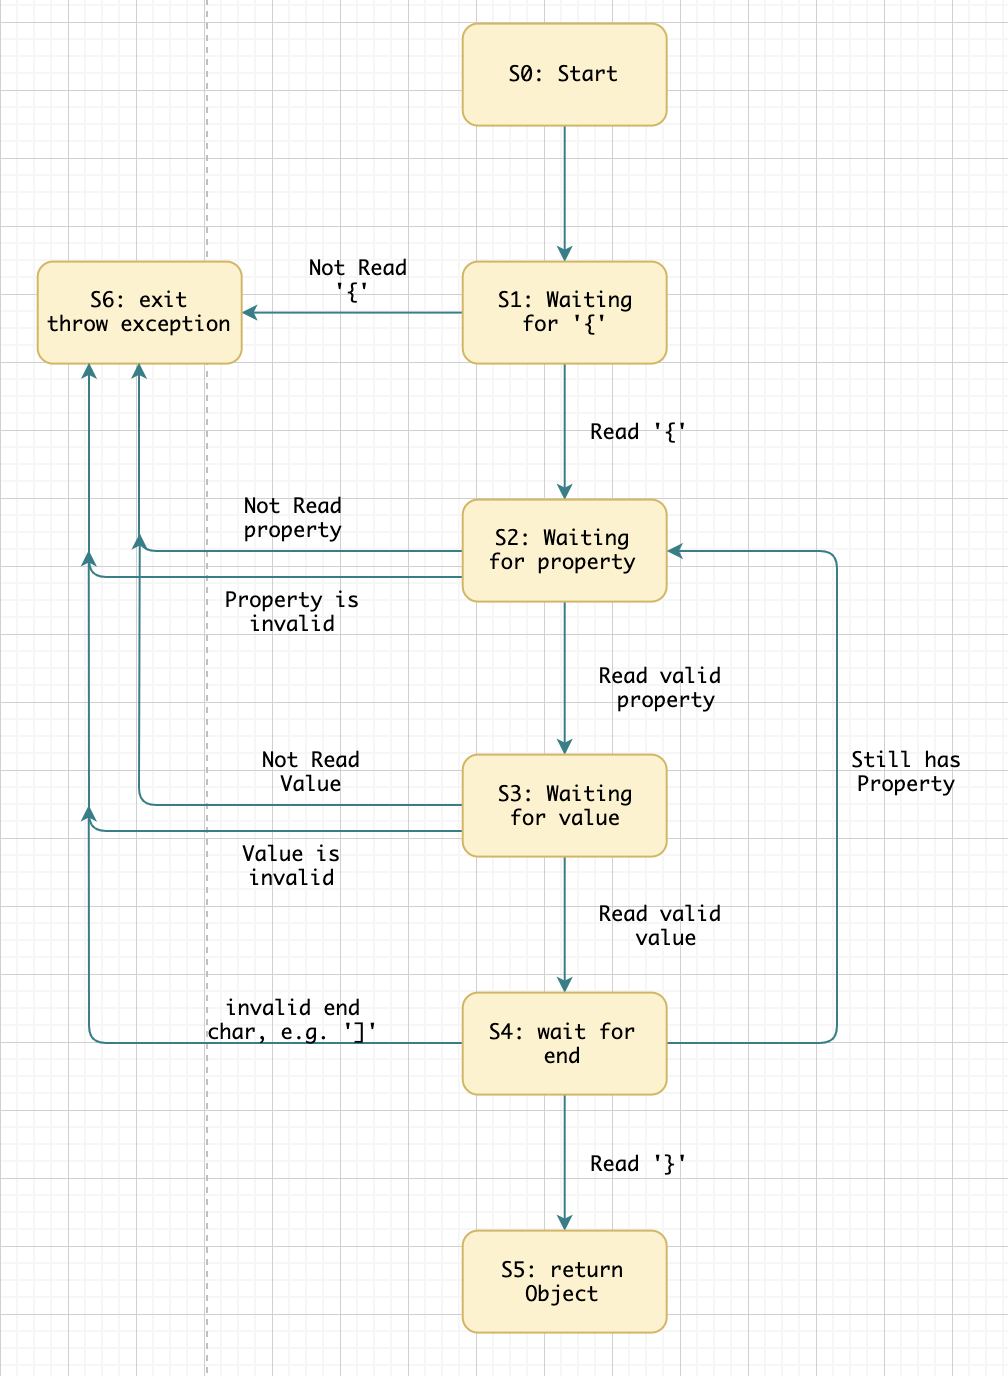 S0: Start
Not Read
'{'
S6: exit
throw exception
S1: Waiting
for '{'
Read '{'
Not Read
property
S2: Waiting
for property
Property is
invalid
Read valid
property
Not Read
Value
Still has
Property
S3: Waiting
for value
Value is
invalid
Read valid
value
invalid end
char, e.g. ']'
S4: wait for
end
Read '}'
S5: return
Object